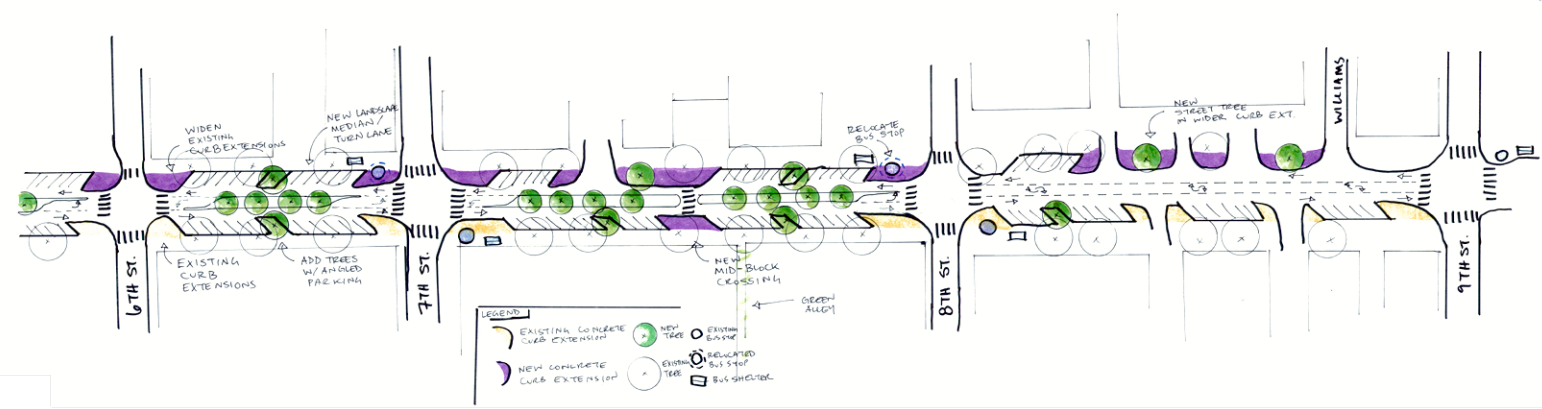 WIDEN
EXISTING
CURB EXTENSIONS
NEW LANDSCAPE
MEDIAN/
TURN LANE
RELOCATE
BUS STOP
NEW
STREET TREE
IN WIDER CURB EXT.
WILLIAMS
EXISTING
CURB
EXTENSIONS
ADD TREES
W/ ANGLED
PARKING
NEW
MID-BLOCK
CROSSING
GREEN
ALLEY
6TH ST.
7TH ST.
8TH ST.
9TH ST.
LEGEND
EXISTING CONCRETE
CURB EXTENSION
NEW CONCRETE
CURB EXTENSION
NEW
TREE
EXISTING
TREE
EXISTING
BUS STOP
RELOCATED
BUS STOP
BUS SHELTER